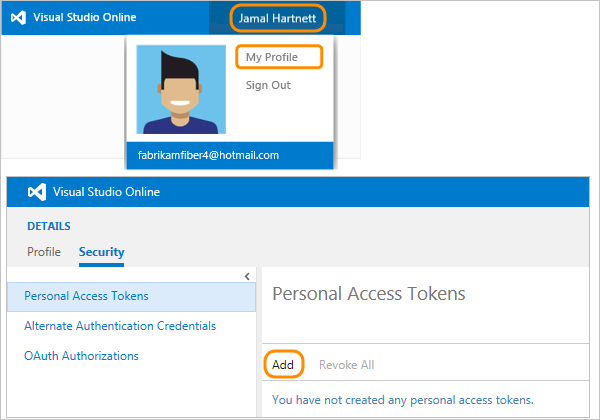 Visual Studio Online
Jamal Hartnett
My Profile
Sign Out
fabrikamfiber4@hotmail.com
Visual Studio Online
DETAILS
Profile Security
Personal Access Tokens
Alternate Authentication Credentials
OAuth Authorizations
Personal Access Tokens
Add Revoke All
You have not created any personal access tokens.